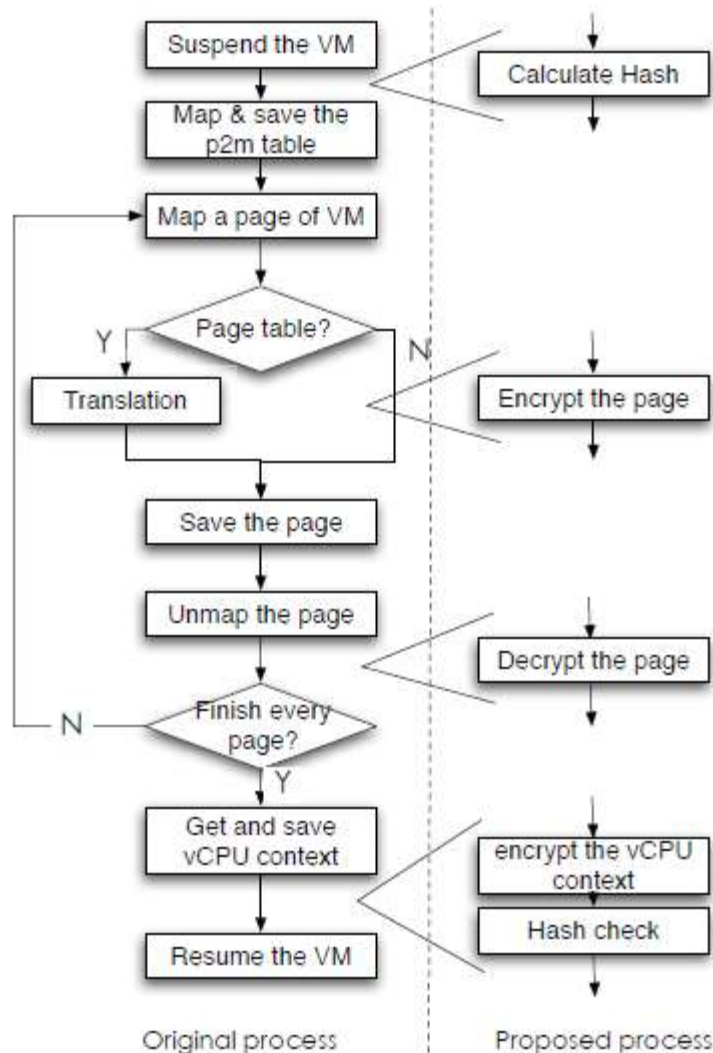 Suspend the VM
Calculate Hash
Map & save the
p2m table
Map a page of VM
Page table?
Y
N
Translation
Encrypt the page
Save the page
Unmap the page
Decrypt the page
Finish every
page?
N
Y
Get and save
vCPU context
encrypt the vCPU
context
Hash check
Resume the VM
Original process
Proposed process